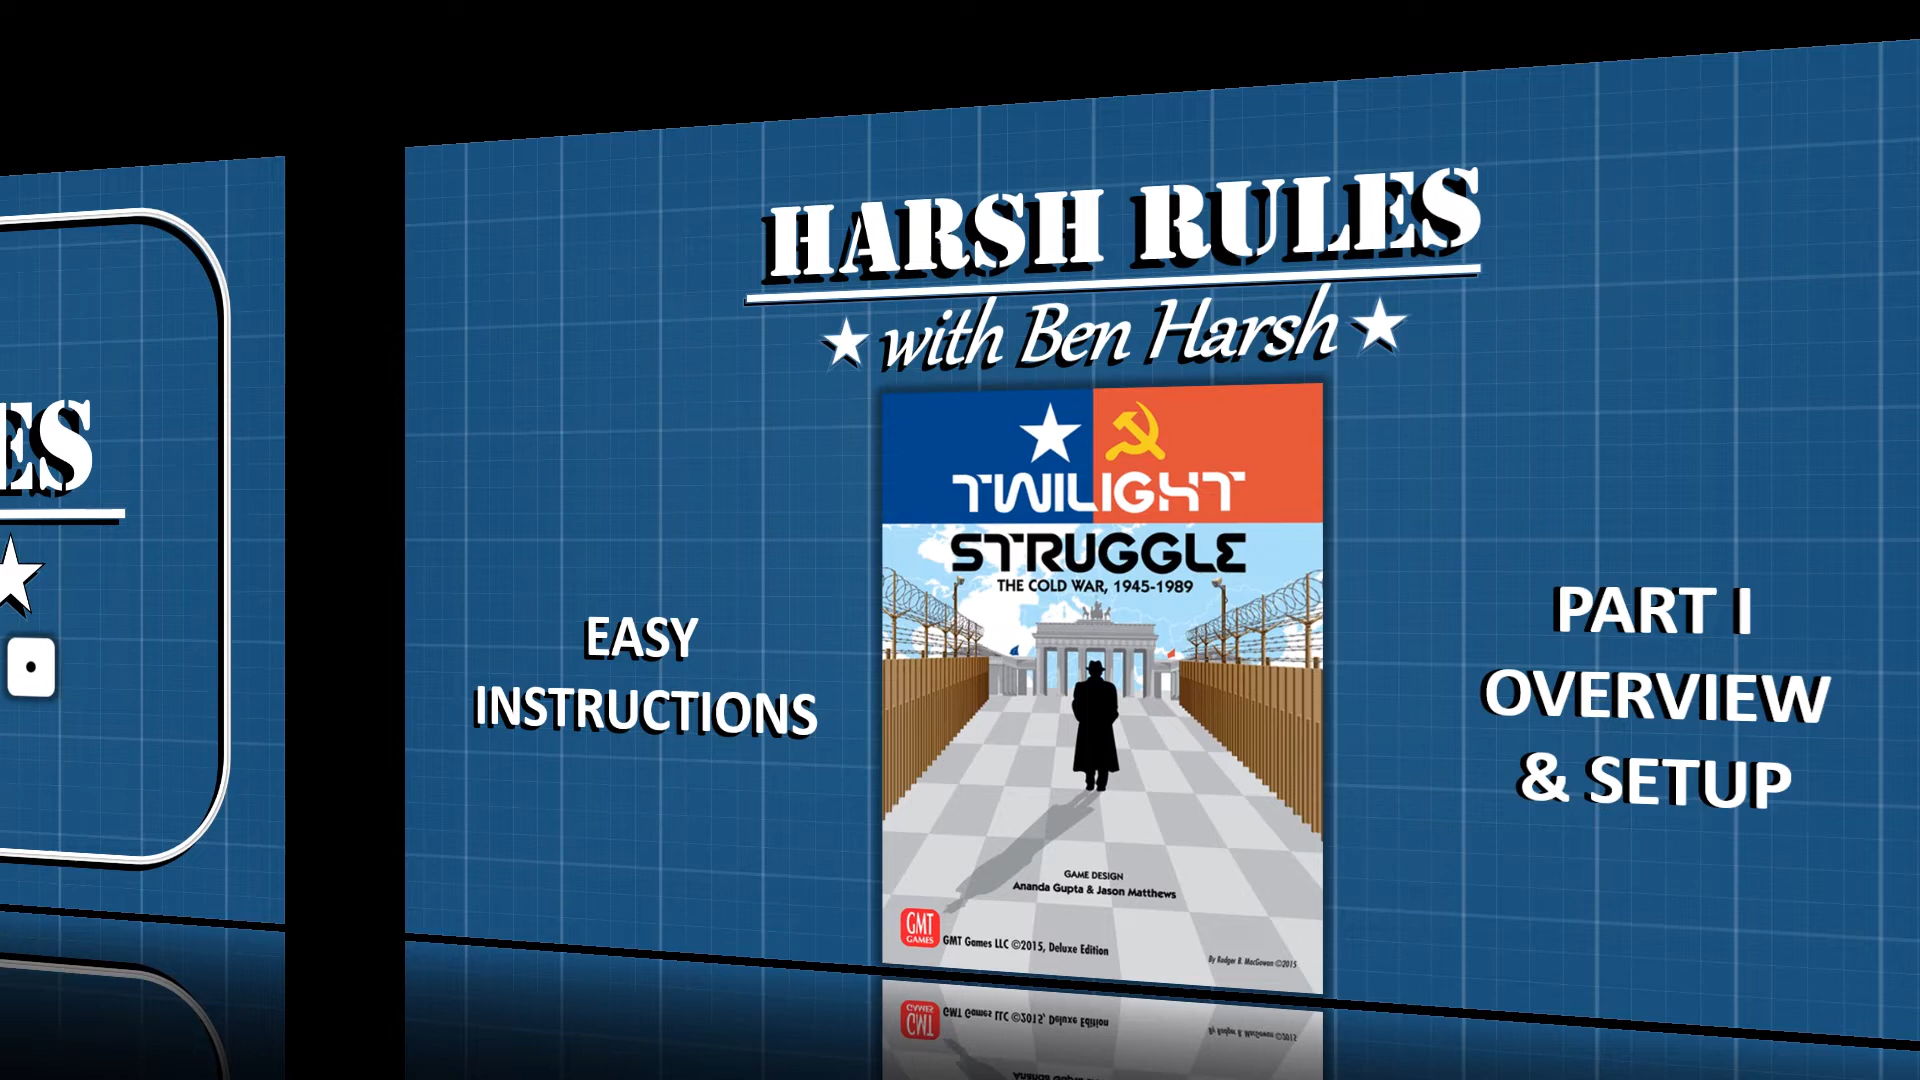 ES
HARSH RULES
with Ben Harsh
TWILIGHT
STRUGGLE
THE COLD WAR, 1945-1989
EASY
INSTRUCTIONS
PART I
OVERVIEW
& SETUP
GAME DESIGN
Ananda Gupta & Jason Matthews
GMT
GAMES
GMT Games LLC ©2015, Deluxe Edition
By Rodger B. MacGowan ©2015